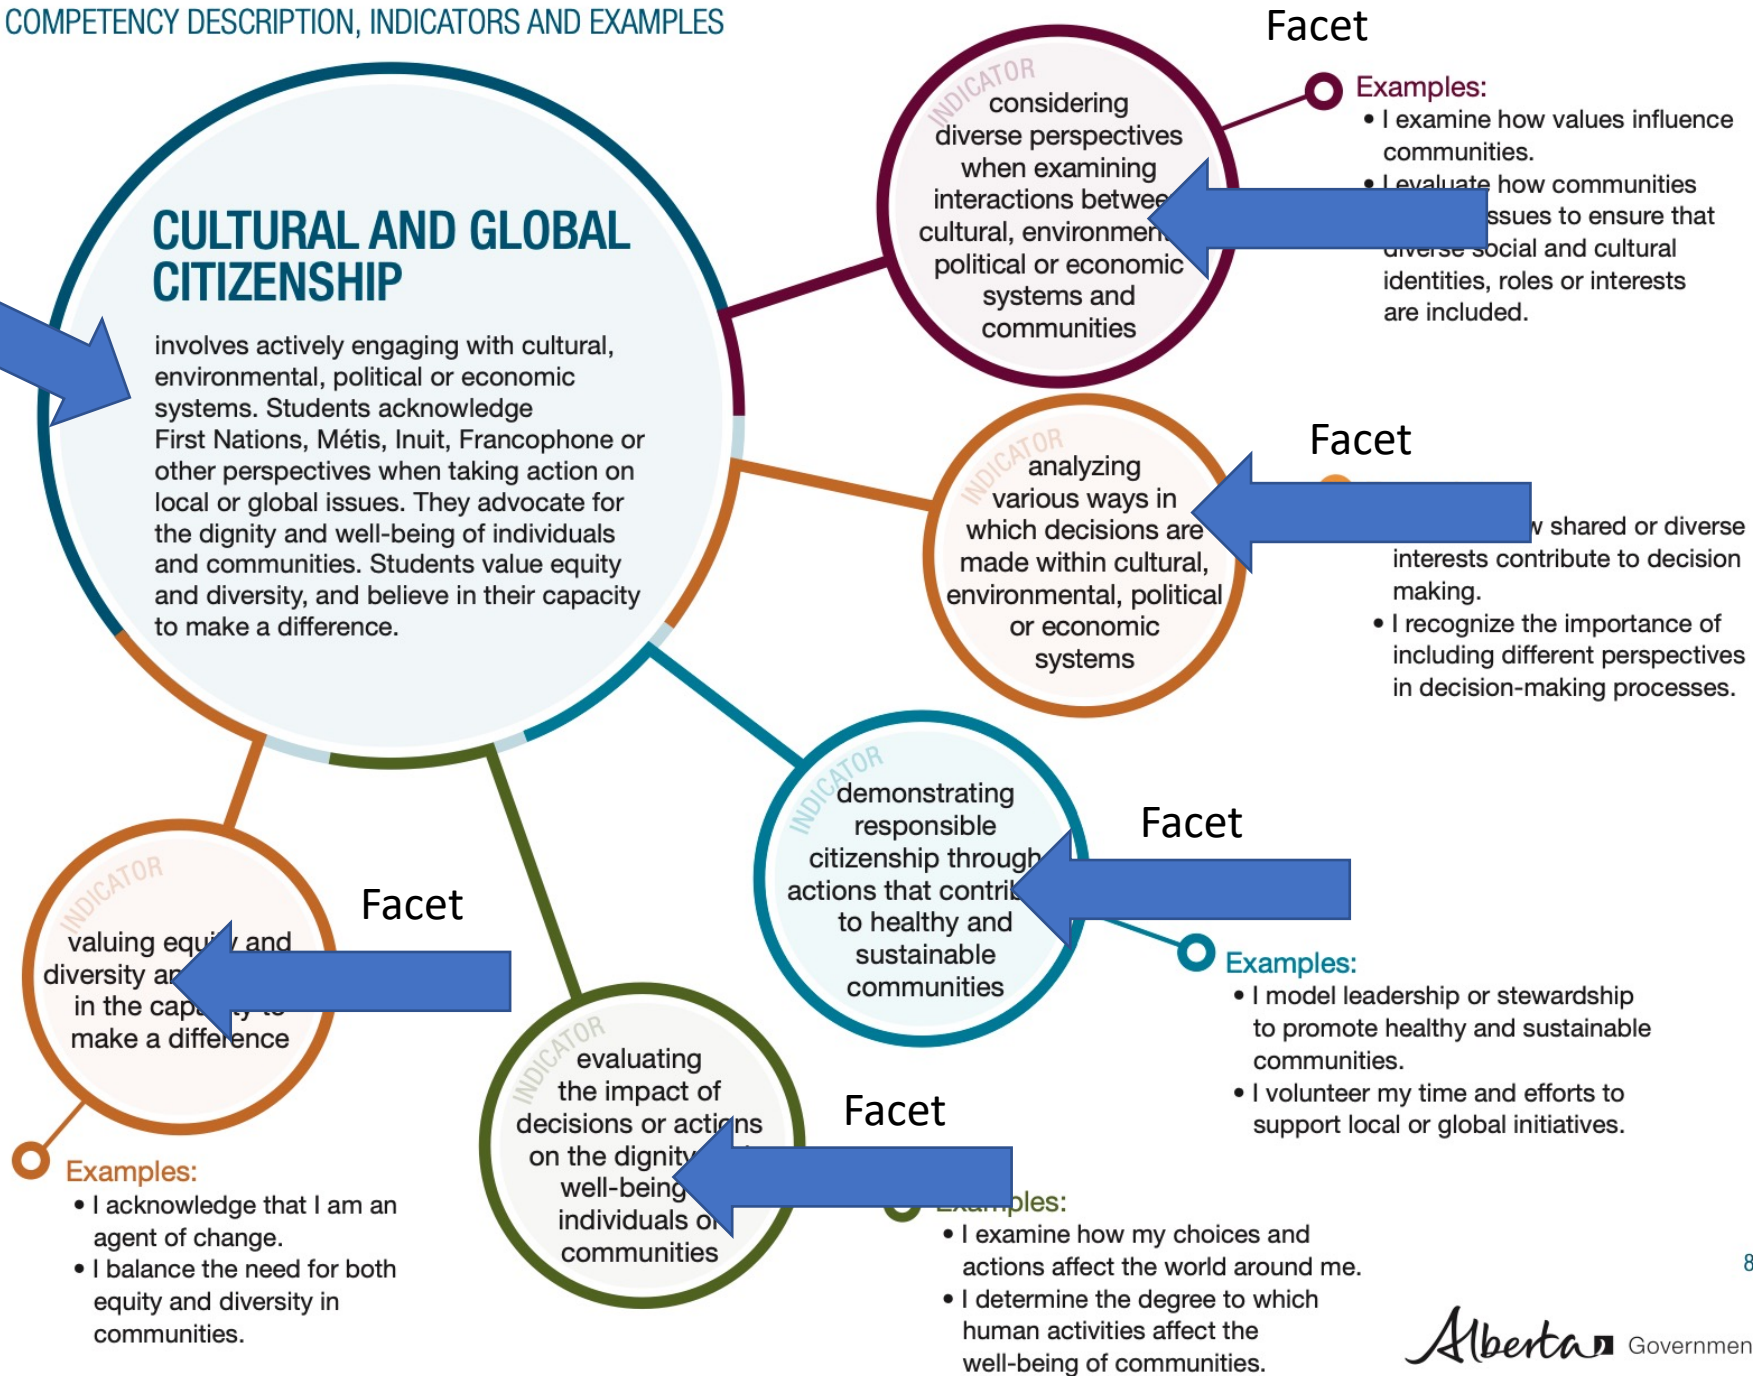 COMPETENCY DESCRIPTION, INDICATORS AND EXAMPLES
CULTURAL AND GLOBAL
CITIZENSHIP
involves actively engaging with cultural,
environmental, political or economic
systems. Students acknowledge
First Nations, Métis, Inuit, Francophone or
other perspectives when taking action on
local or global issues. They advocate for
the dignity and well-being of individuals
and communities. Students value equity
and diversity, and believe in their capacity
to make a difference.
Facet
INDICATOR
considering
diverse perspectives
when examining
interactions
cultural,
political or economic
systems and
communities
Examples:
• I examine how values influence
communities.
• I evaluate how communities
to ensure that
diverse social and cultural
identities, roles or interests
are included.
Facet
INDICATOR
analyzing
various ways in
which decisions are
made within cultural,
environmental, political
or economic
systems
shared or diverse
interests contribute to decision
making.
• I recognize the importance of
including different perspectives
in decision-making processes.
Facet
INDICATOR
demonstrating
responsible
citizenship through
actions that
to healthy and
sustainable
communities
Examples:
• I model leadership or stewardship
to promote healthy and sustainable
communities.
• I volunteer my time and efforts to
support local or global initiatives.
Facet
INDICATOR
valuing equity and
diversity
in the
make a difference
Examples:
• I acknowledge that I am an
agent of change.
• I balance the need for both
equity and diversity in
communities.
Facet
INDICATOR
evaluating
the impact of
decisions or actions
on the dignity
well-being
individuals or
communities
Examples:
• I examine how my choices and
actions affect the world around me.
• I determine the degree to which
human activities affect the
well-being of communities.
8
Alberta Governmen